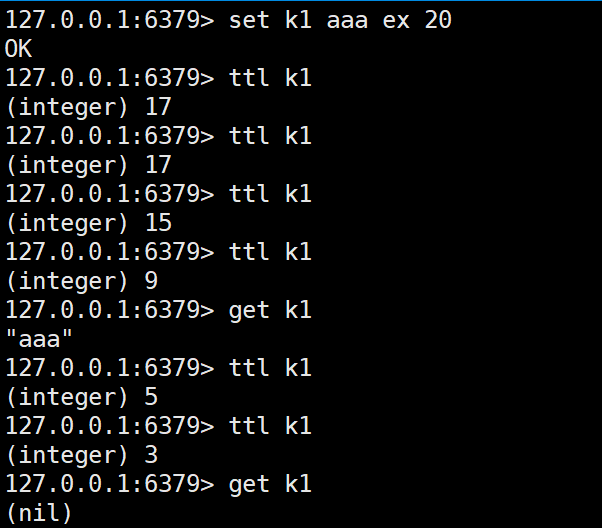 127.0.0.1:6379> set k1 aaa ex 20
OK
127.0.0.1:6379> ttl k1
(integer) 17
127.0.0.1:6379> ttl k1
(integer) 17
127.0.0.1:6379> ttl k1
(integer) 15
127.0.0.1:6379> ttl k1
(integer) 9
127.0.0.1:6379> get k1
"aaa"
127.0.0.1:6379> ttl k1
(integer) 5
127.0.0.1:6379> ttl k1
(integer) 3
127.0.0.1:6379> get k1
(nil)